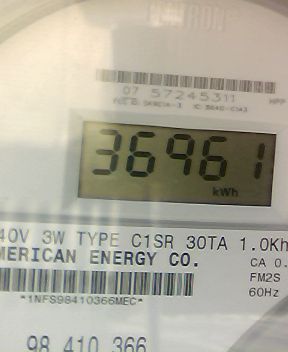 CENTRON
07 57245311
36961
kWh
40V 3W TYPE C1SR 30TA 1.0Kh
MERICAN ENERGY CO.
CA 0.
FM2S
60Hz
*1NFS98410366MEC*
98 410 366